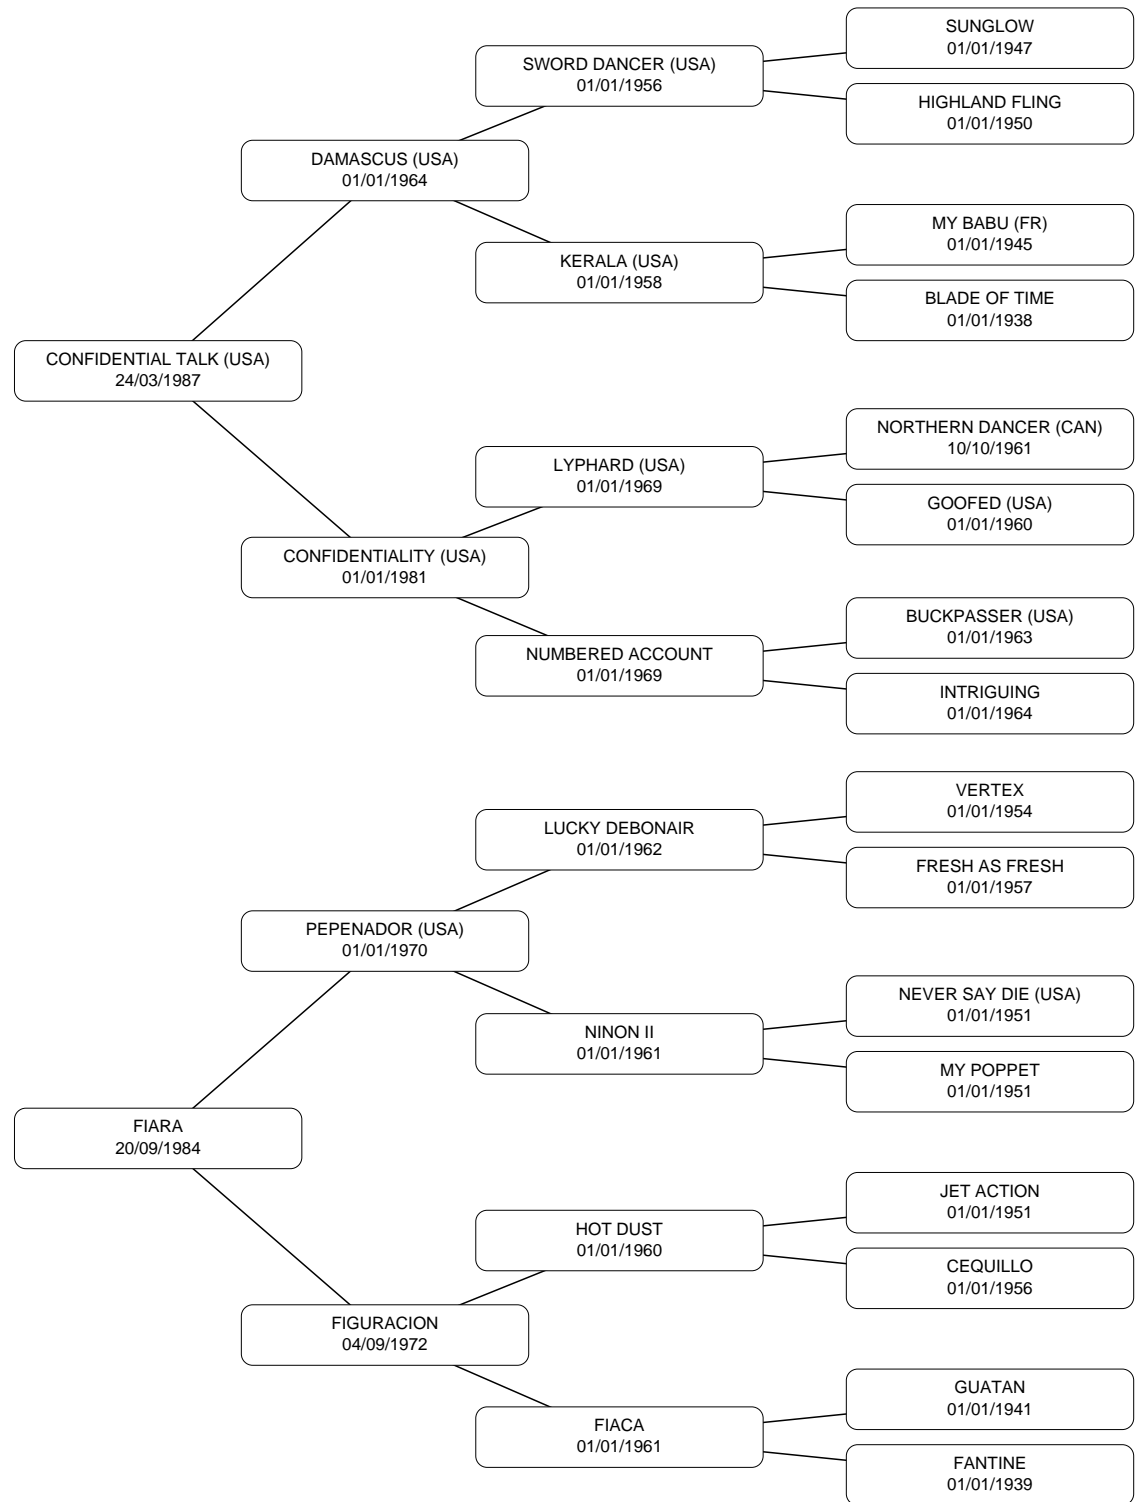 SUNGLOW
01/01/1947
SWORD DANCER (USA)
01/01/1956
HIGHLAND FLING
01/01/1950
DAMASCUS (USA)
01/01/1964
MY BABU (FR)
01/01/1945
KERALA (USA)
01/01/1958
BLADE OF TIME
01/01/1938
CONFIDENTIAL TALK (USA)
24/03/1987
NORTHERN DANCER (CAN)
10/10/1961
LYPHARD (USA)
01/01/1969
GOOFED (USA)
01/01/1960
CONFIDENTIALITY (USA)
01/01/1981
BUCKPASSER (USA)
01/01/1963
NUMBERED ACCOUNT
01/01/1969
INTRIGUING
01/01/1964
VERTEX
01/01/1954
LUCKY DEBONAIR
01/01/1962
FRESH AS FRESH
01/01/1957
PEPENADOR (USA)
01/01/1970
NEVER SAY DIE (USA)
01/01/1951
NINON II
01/01/1961
MY POPPET
01/01/1951
FIARA
20/09/1984
JET ACTION
01/01/1951
HOT DUST
01/01/1960
CEQUILLO
01/01/1956
FIGURACION
04/09/1972
GUATAN
01/01/1941
FIACA
01/01/1961
FANTINE
01/01/1939